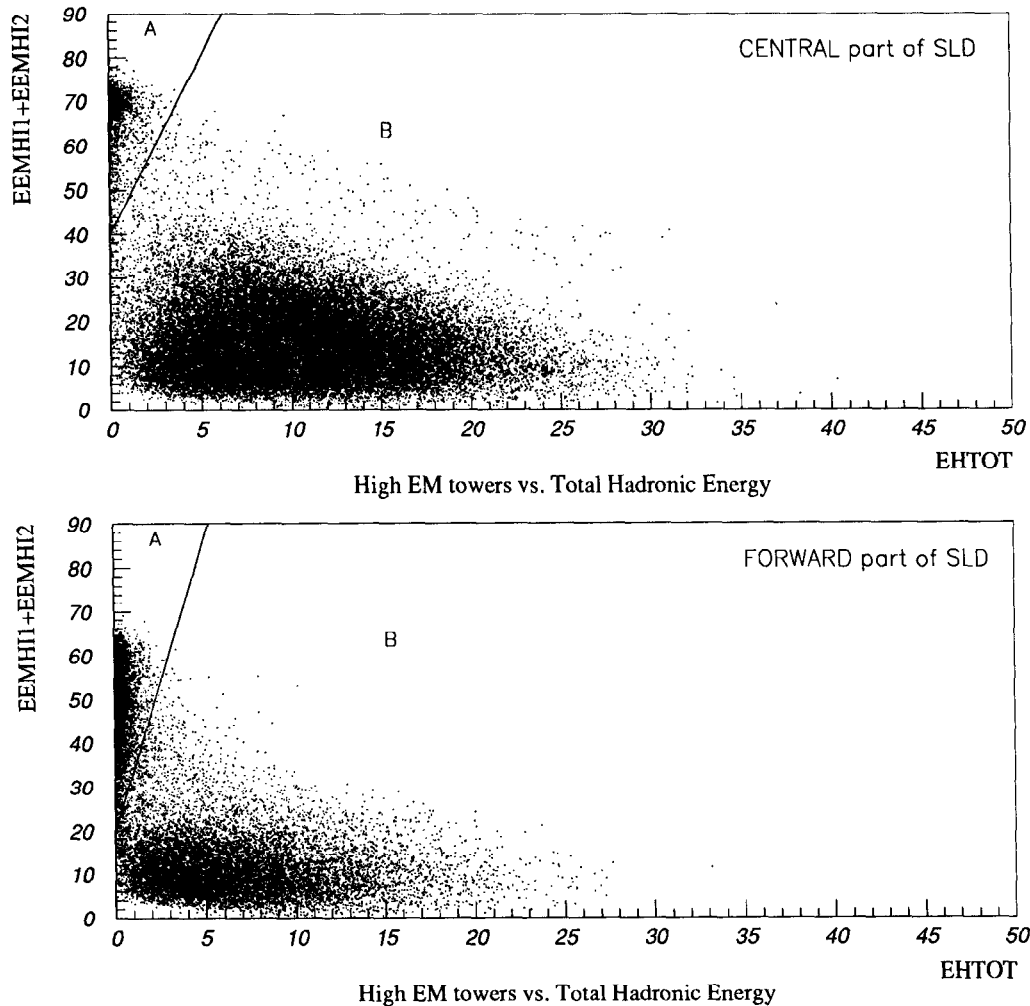 90
80
70
60
50
40
30
20
10
0
EEMHI1+EEMHI2
A
CENTRAL part of SLD
B
0 5 10 15 20 25 30 35 40 45 50
EHTOT
High EM towers vs. Total Hadronic Energy
90
80
70
60
50
40
30
20
10
0
EEMHI1+EEMHI2
A
FORWARD part of SLD
B
0 5 10 15 20 25 30 35 40 45 50
EHTOT
High EM towers vs. Total Hadronic Energy